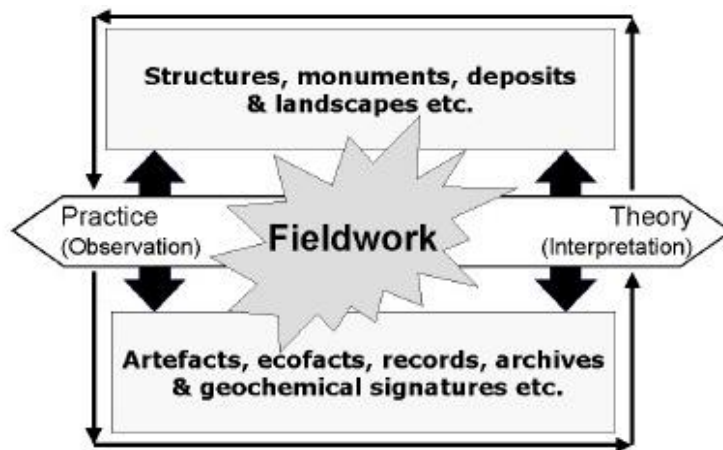 Structures, monuments, deposits
& landscapes etc.
Practice
(Observation)
Fieldwork
Theory
(Interpretation)
Artefacts, ecofacts, records, archives
& geochemical signatures etc.